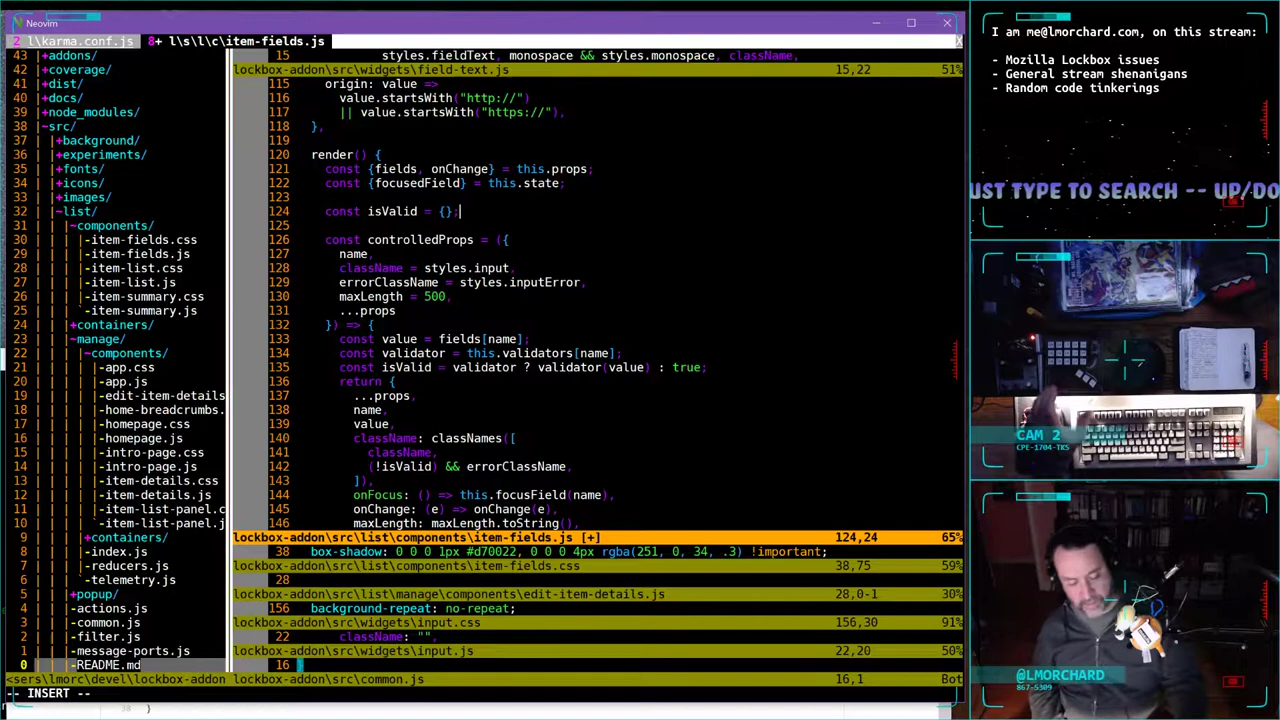 Neovim
2 l\karma.conf.js 8+ l\s\l\c\item-fields.js X
43 |+addons/
42 |+coverage/
41 |+dist/
40 |+docs/
39 |+node_modules/
38 |~src/
37 | |+background/
36 | |+experiments/
35 | |+fonts/
34 | |+icons/
33 | |+images/
32 | |~list/
31 | | |~components/
30 | | | |-item-fields.css
29 | | | |-item-fields.js
28 | | | |-item-list.css
27 | | | |-item-list.js
26 | | | |-item-summary.css
25 | | | `-item-summary.js
24 | | |+containers/
23 | | |~manage/
22 | | | |~components/
21 | | | | |-app.css
20 | | | | |-app.js
19 | | | | |-edit-item-details
18 | | | | |-home-breadcrumbs.
17 | | | | |-homepage.css
16 | | | | |-homepage.js
15 | | | | |-intro-page.css
14 | | | | |-intro-page.js
13 | | | | |-item-details.css
12 | | | | |-item-details.js
11 | | | | |-item-list-panel.c
10 | | | | `-item-list-panel.j
9 | | | |+containers/
8 | | | |-index.js
7 | | | |-reducers.js
6 | | | `-telemetry.js
5 | | |+popup/
4 | | |-actions.js
3 | | |-common.js
2 | | |-filter.js
1 | | |-message-ports.js
0 | | |-README.md
<sers\lmorc\devel\lockbox-addon
15 styles.fieldText, monospace && styles.monospace, className,
lockbox-addon\src\widgets\field-text.js 15,22 51%
115 origin: value =>
116 value.startsWith("http://")
117 || value.startsWith("https://"),
118 },
119
120 render() {
121 const {fields, onChange} = this.props;
122 const {focusedField} = this.state;
123
124 const isValid = {};
125
126 const controlledProps = ({
127 name,
128 className = styles.input,
129 errorClassName = styles.inputError,
130 maxLength = 500,
131 ...props
132 }) => {
133 const value = fields[name];
134 const validator = this.validators[name];
135 const isValid = validator ? validator(value) : true;
136 return {
137 ...props,
138 name,
139 value,
140 className: classNames([
141 className,
142 (!isValid) && errorClassName,
143 ]),
144 onFocus: () => this.focusField(name),
145 onChange: (e) => onChange(e),
146 maxLength: maxLength.toString(),
lockbox-addon\src\list\components\item-fields.js [+] 124,24 65%
38 box-shadow: 0 0 0 1px #d70022, 0 0 0 4px rgba(251, 0, 34, .3) !important;
lockbox-addon\src\list\components\item-fields.css 38,75 59%
28
lockbox-addon\src\list\manage\components\edit-item-details.js 28,0-1 30%
156 background-repeat: no-repeat;
lockbox-addon\src\widgets\input.css 156,30 91%
22 className: "",
lockbox-addon\src\widgets\input.js 22,20 50%
16 }
lockbox-addon\src\common.js 16,1 Bot
-- INSERT --
38 )
I am me@lmorchard.com, on this stream:
- Mozilla Lockbox issues
- General stream shenanigans
- Random code tinkerings
UST TYPE TO SEARCH -- UP/DO
CAM 2
CPE-1704-TKS
@LMORCHARD
867-5309